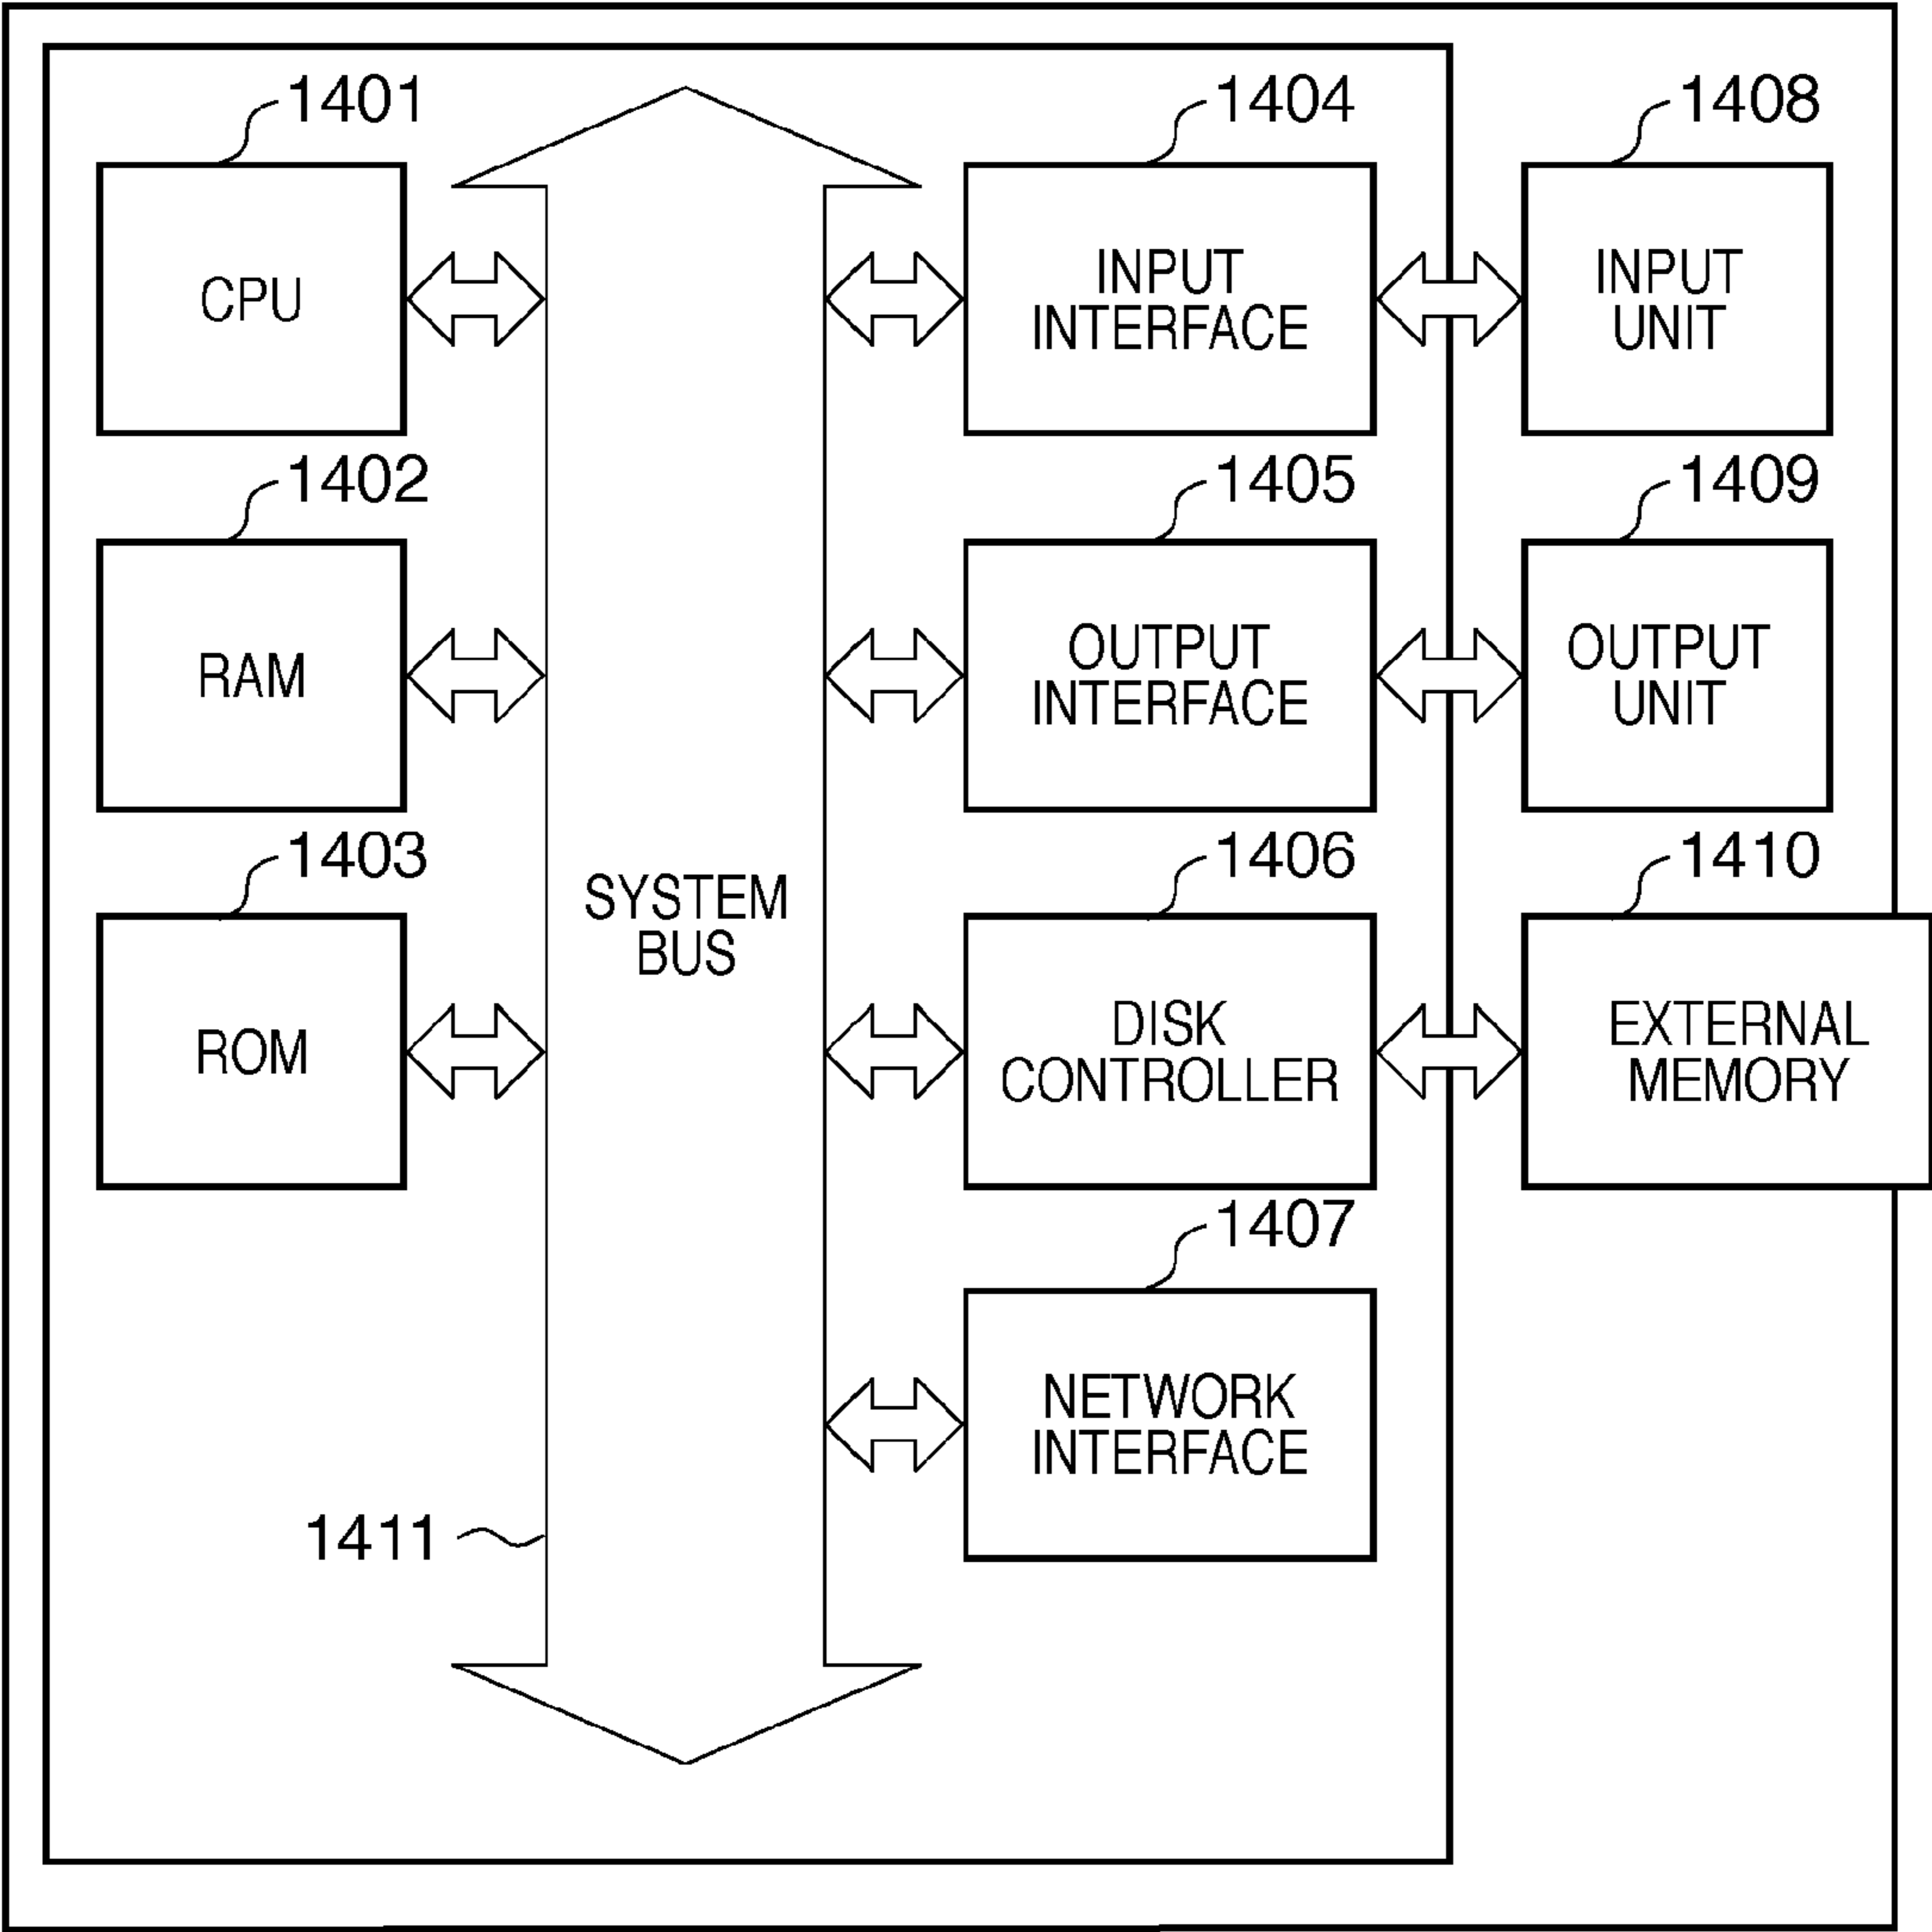 1401
CPU
1402
RAM
1403
ROM
SYSTEM
BUS
1411
1404
INPUT
INTERFACE
1405
OUTPUT
INTERFACE
1406
DISK
CONTROLLER
1407
NETWORK
INTERFACE
1408
INPUT
UNIT
1409
OUTPUT
UNIT
1410
EXTERNAL
MEMORY